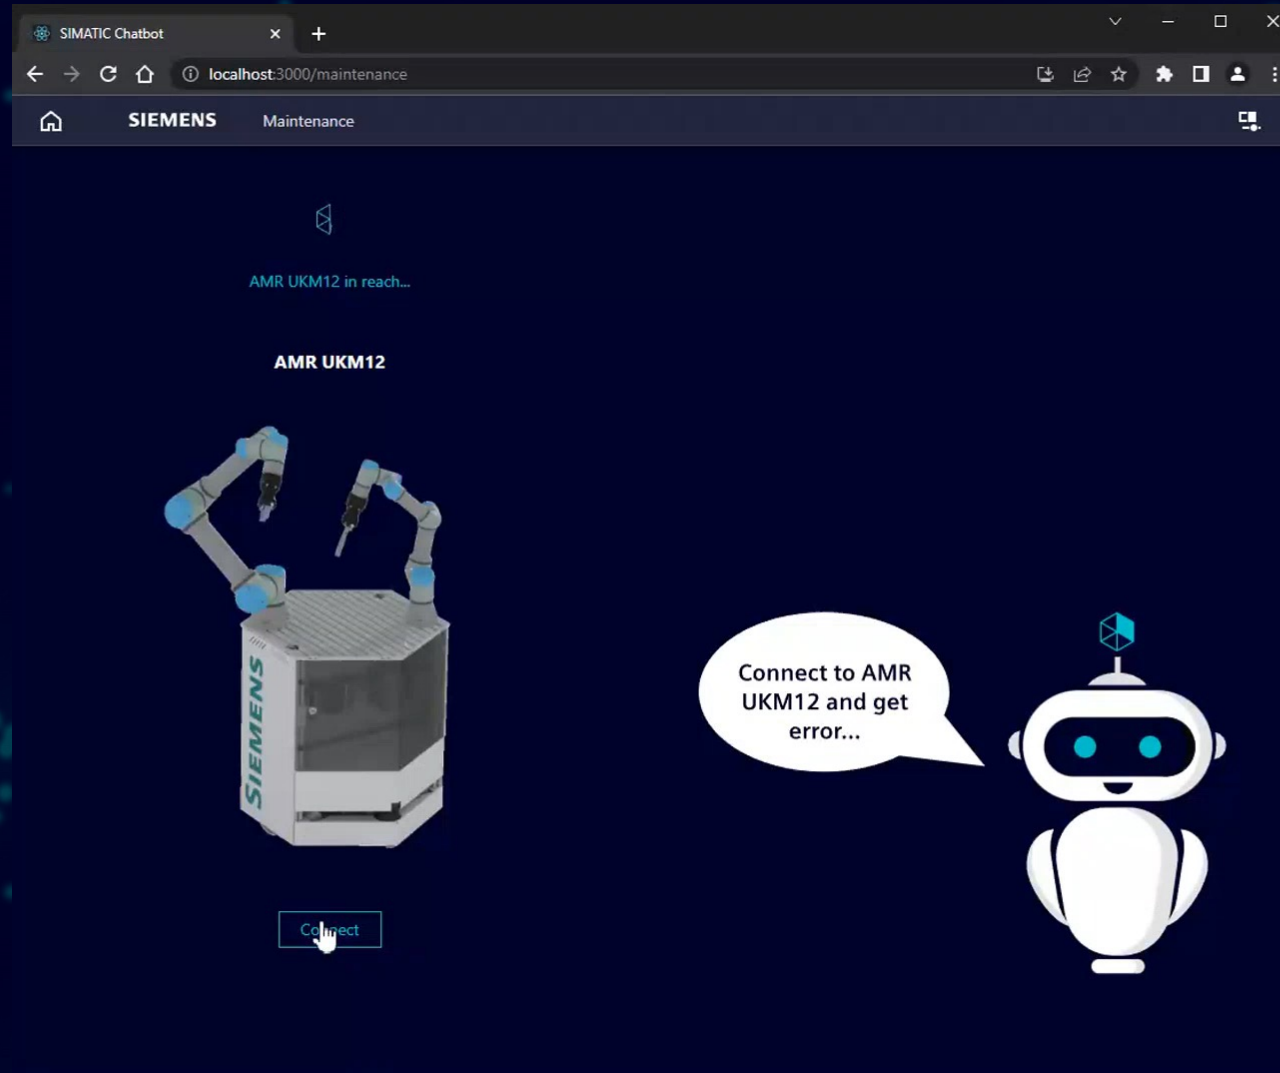 SIMATIC Chatbot
localhost:3000/maintenance
SIEMENS
Maintenance
AMR UKM12 in reach...
AMR UKM12
SIEMENS
Connect to AMR
UKM12 and get
error...
Connect